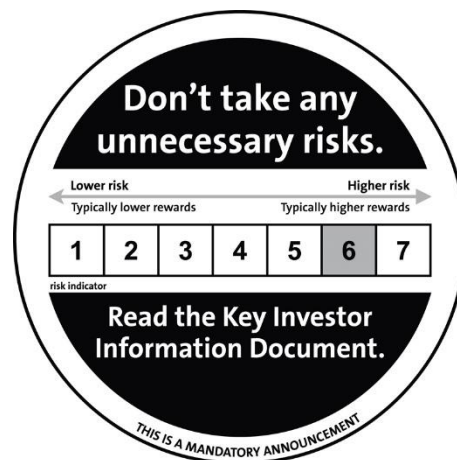 Don’t take any
unnecessary risks.
Lower risk Higher risk
Typically lower rewards Typically higher rewards
1 2 3 4 5 6 7
risk indicator
Read the Key Investor
Information Document.
THIS IS A MANDATORY ANNOUNCEMENT